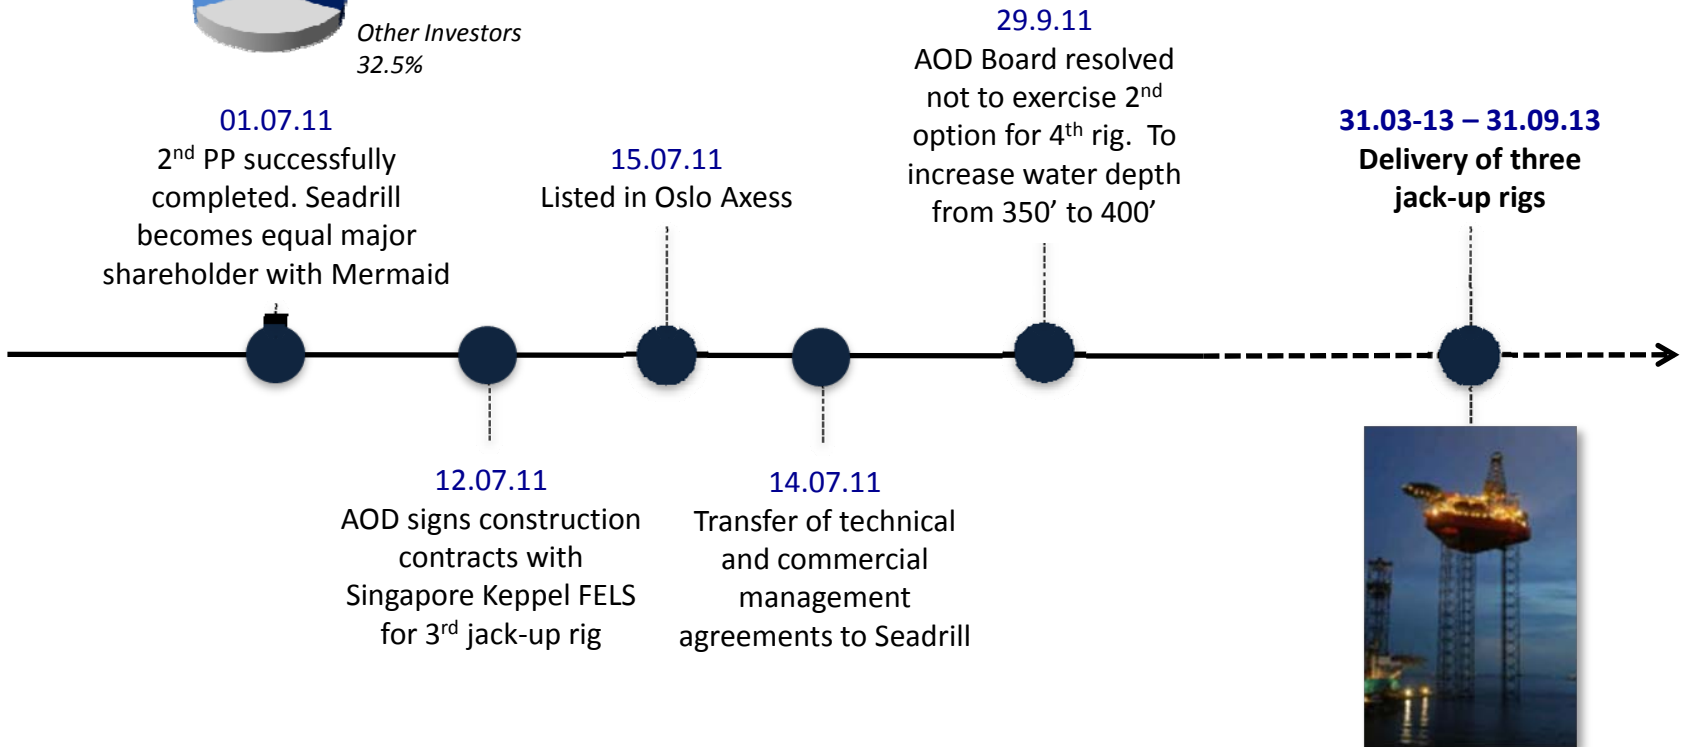 Other Investors
32.5%
01.07.11
2nd PP successfully
completed. Seadrill
becomes equal major
shareholder with Mermaid
12.07.11
AOD signs construction
contracts with
Singapore Keppel FELS
for 3rd jack-up rig
15.07.11
Listed in Oslo Axess
14.07.11
Transfer of technical
and commercial
management
agreements to Seadrill
29.9.11
AOD Board resolved
not to exercise 2nd
option for 4th rig. To
increase water depth
from 350' to 400'
31.03-13 – 31.09.13
Delivery of three
jack-up rigs